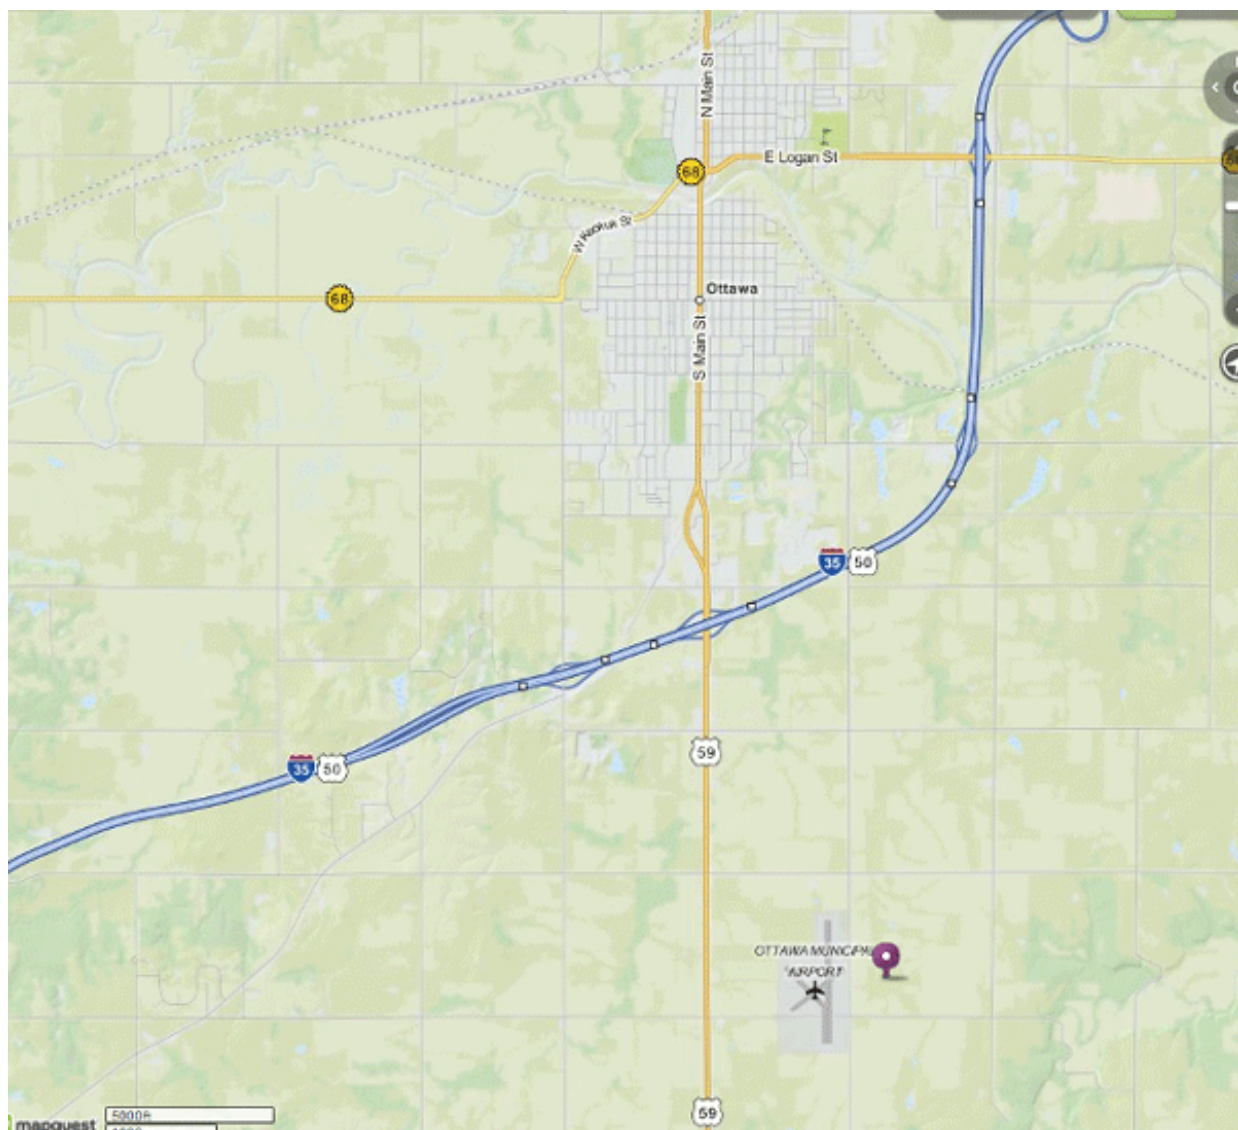 N Main St
E Logan St
68
W Keokuk St
68
Ottawa
S Main St
35
50
59
35
50
OTTAWA MUNICIPAL
AIRPORT
59
5000ft
mapquest